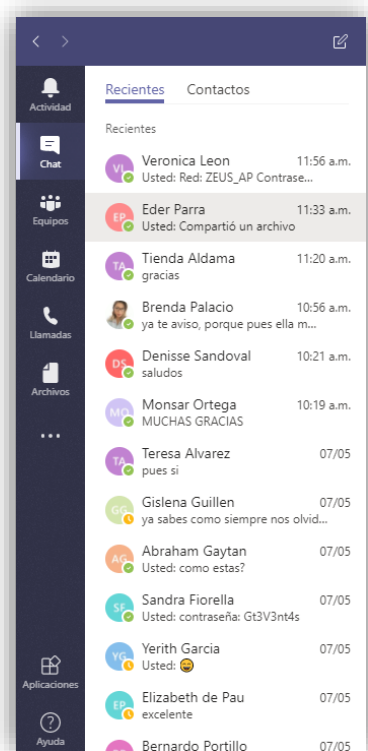 Actividad
Chat
Equipos
Calendario
Llamadas
Archivos
Aplicaciones
Ayuda
Recientes Contactos
Recientes
VL Veronica Leon 11:56 a.m.
Usted: Red: ZEUS_AP Contrase...
EP Eder Parra 11:33 a.m.
Usted: Compartió un archivo
TA Tienda Aldama 11:20 a.m.
gracias
Brenda Palacio 10:56 a.m.
ya te aviso, porque pues ella m...
DS Denisse Sandoval 10:21 a.m.
saludos
MO Monsar Ortega 10:19 a.m.
MUCHAS GRACIAS
TA Teresa Alvarez 07/05
pues si
GG Gislena Guillen 07/05
ya sabes como siempre nos olvid...
AG Abraham Gaytan 07/05
Usted: como estas?
SF Sandra Fiorella 07/05
Usted: contraseña: Gt3V3nt4s
YG Yerith Garcia 07/05
Usted: 😄
EP Elizabeth de Pau 07/05
excelente
Bernardo Portillo 07/05